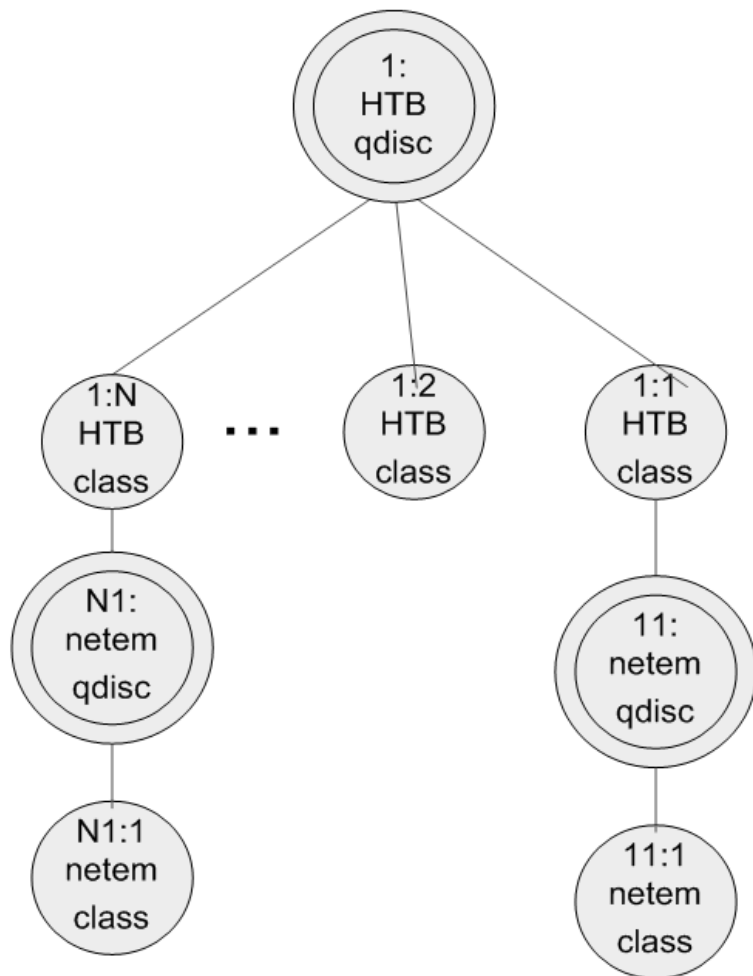 1:
HTB
qdisc
1:N
HTB
class
...
1:2
HTB
class
1:1
HTB
class
N1:
netem
qdisc
11:
netem
qdisc
N1:1
netem
class
11:1
netem
class